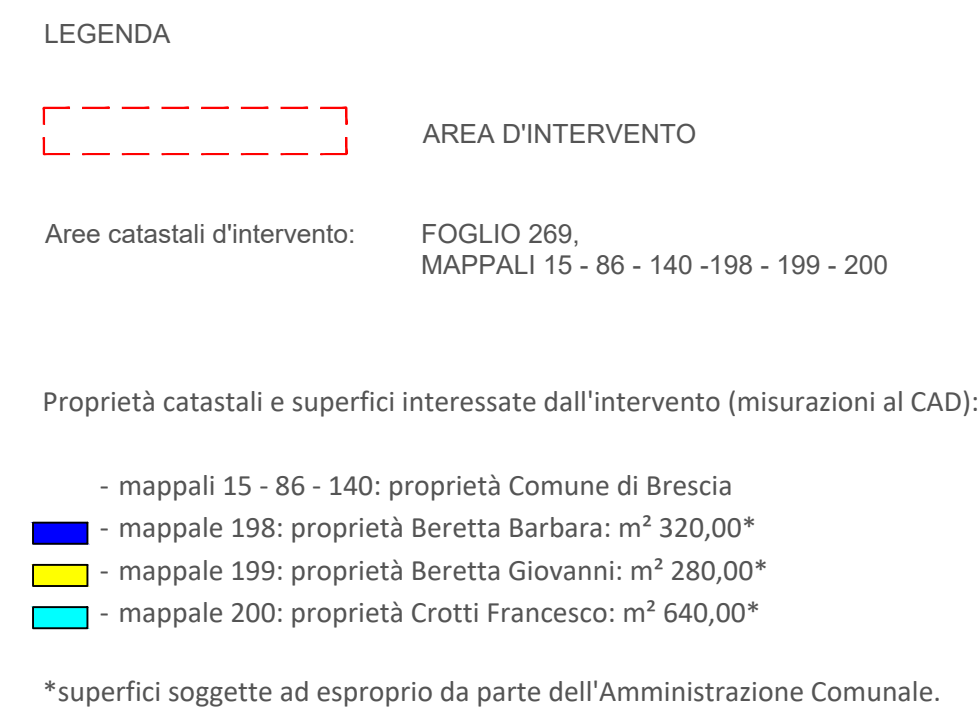 LEGENDA
AREA D'INTERVENTO
Aree catastali d'intervento: FOGLIO 269,
MAPPALI 15 - 86 - 140 -198 - 199 - 200
Proprietà catastali e superfici interessate dall'intervento (misurazioni al CAD):
- mappali 15 - 86 - 140: proprietà Comune di Brescia
- mappale 198: proprietà Beretta Barbara: m² 320,00*
- mappale 199: proprietà Beretta Giovanni: m² 280,00*
- mappale 200: proprietà Crotti Francesco: m² 640,00*
*superfici soggette ad esproprio da parte dell'Amministrazione Comunale.